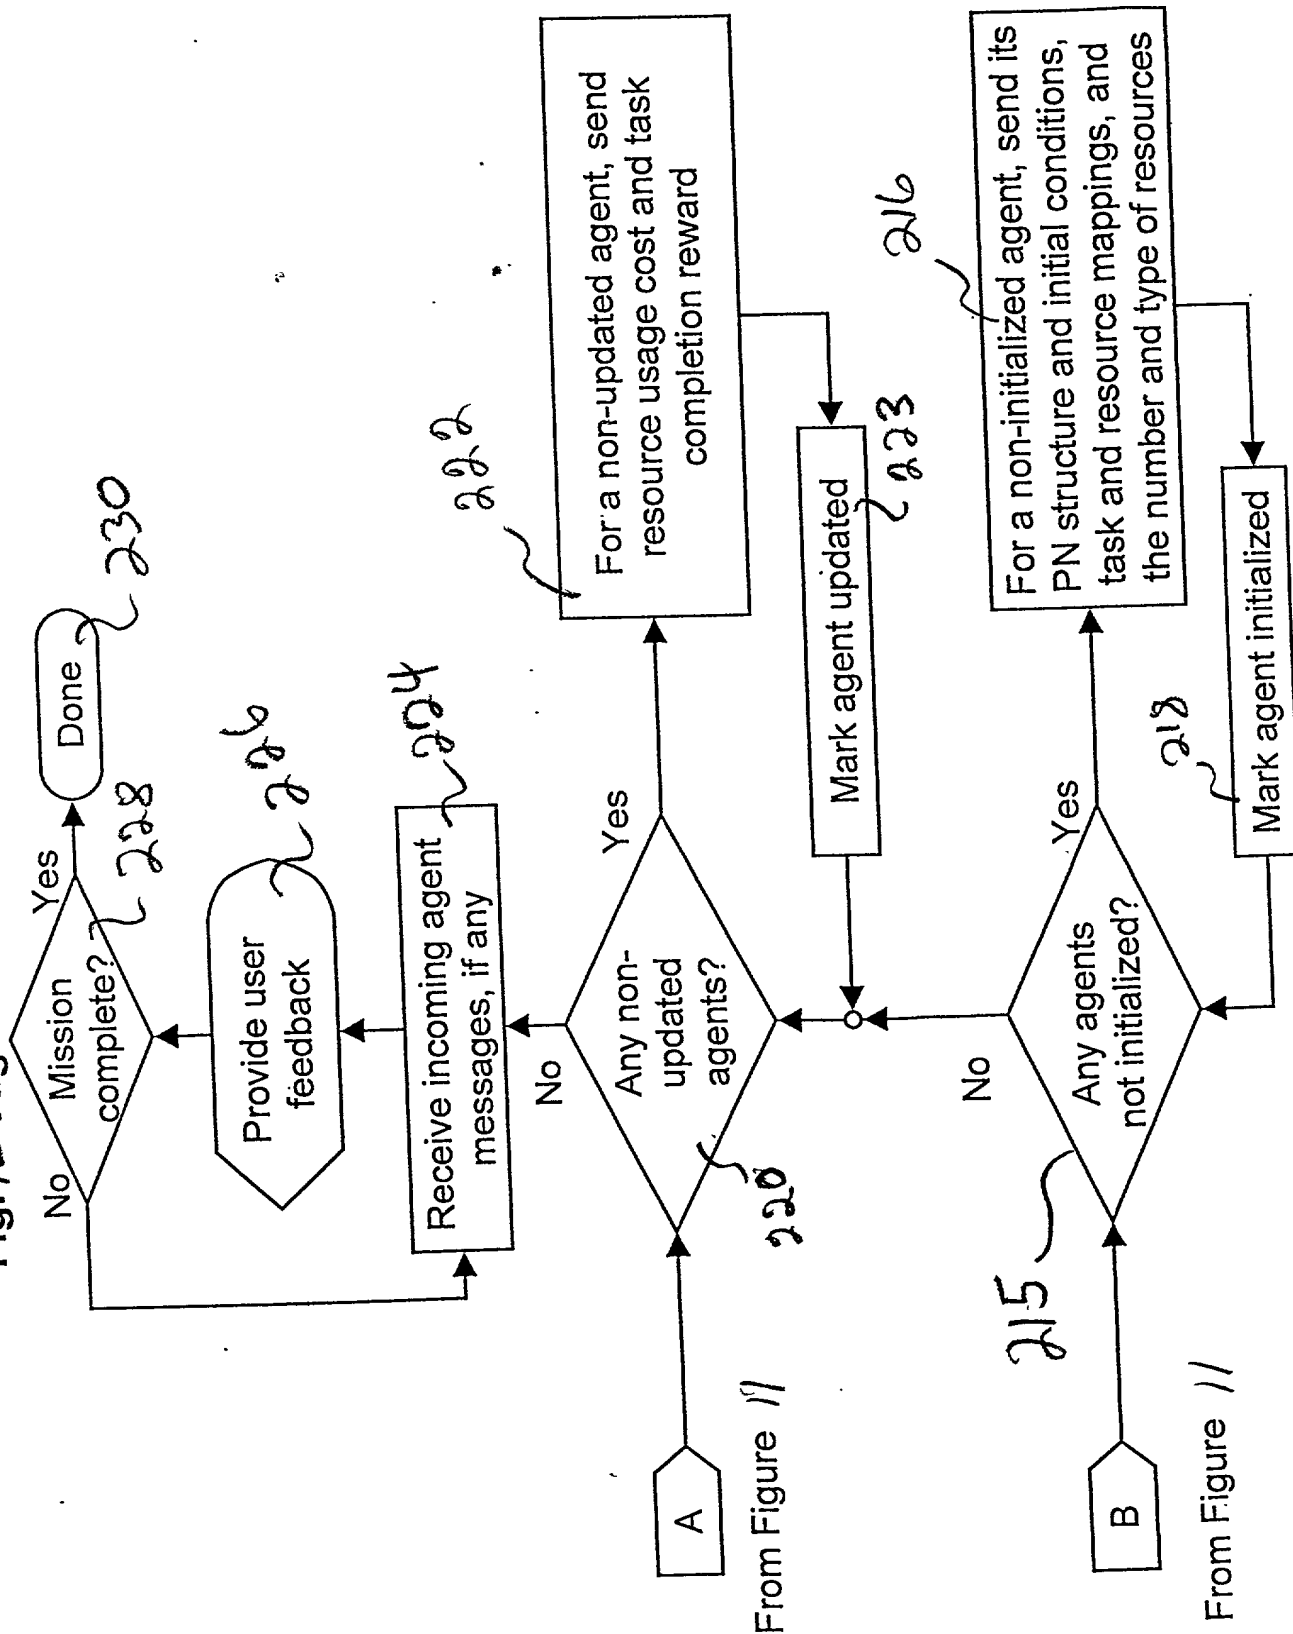 Mission
complete?
Yes
No
228
Done
230
Provide user
feedback
226
Receive incoming agent
messages, if any
224
No
Any non-
updated
agents?
Yes
220
For a non-updated agent, send
resource usage cost and task
completion reward
222
Mark agent updated
223
A
From Figure 11
No
Any agents
not initialized?
Yes
215
For a non-initialized agent, send its
PN structure and initial conditions,
task and resource mappings, and
the number and type of resources
216
Mark agent initialized
218
B
From Figure 11